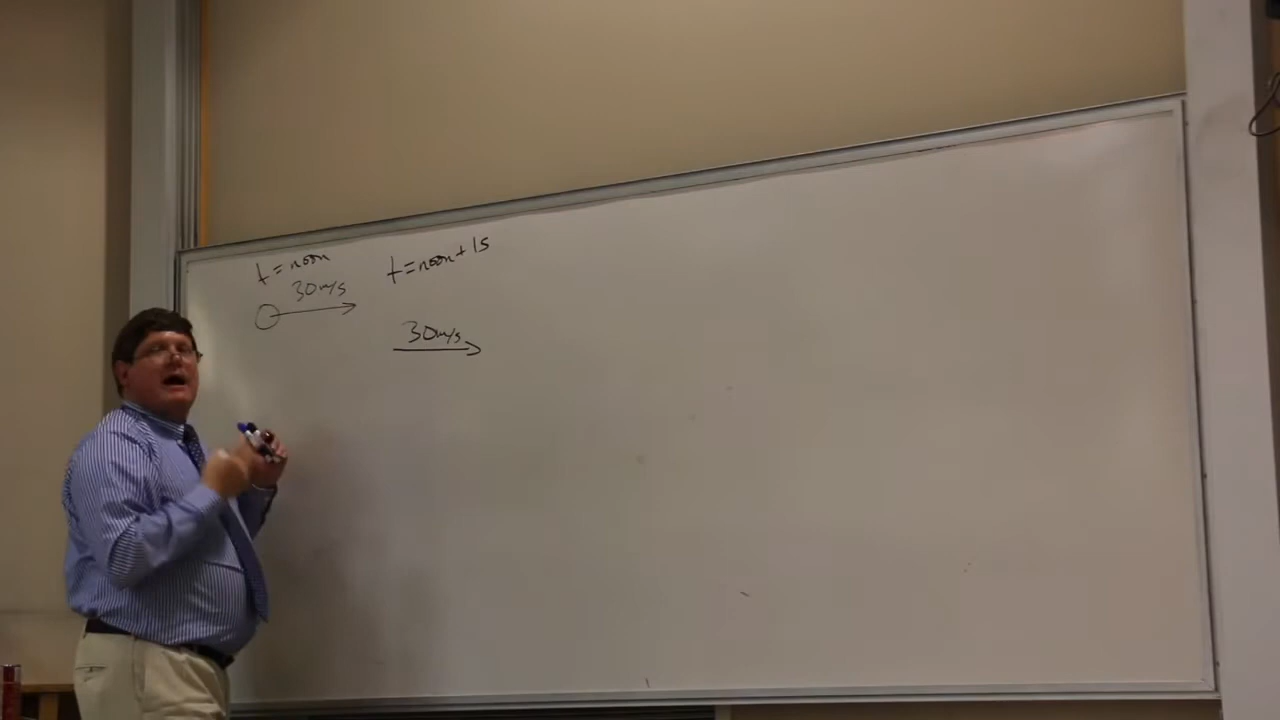 t = noon
30 m/s
t = noon + 1s
30 m/s